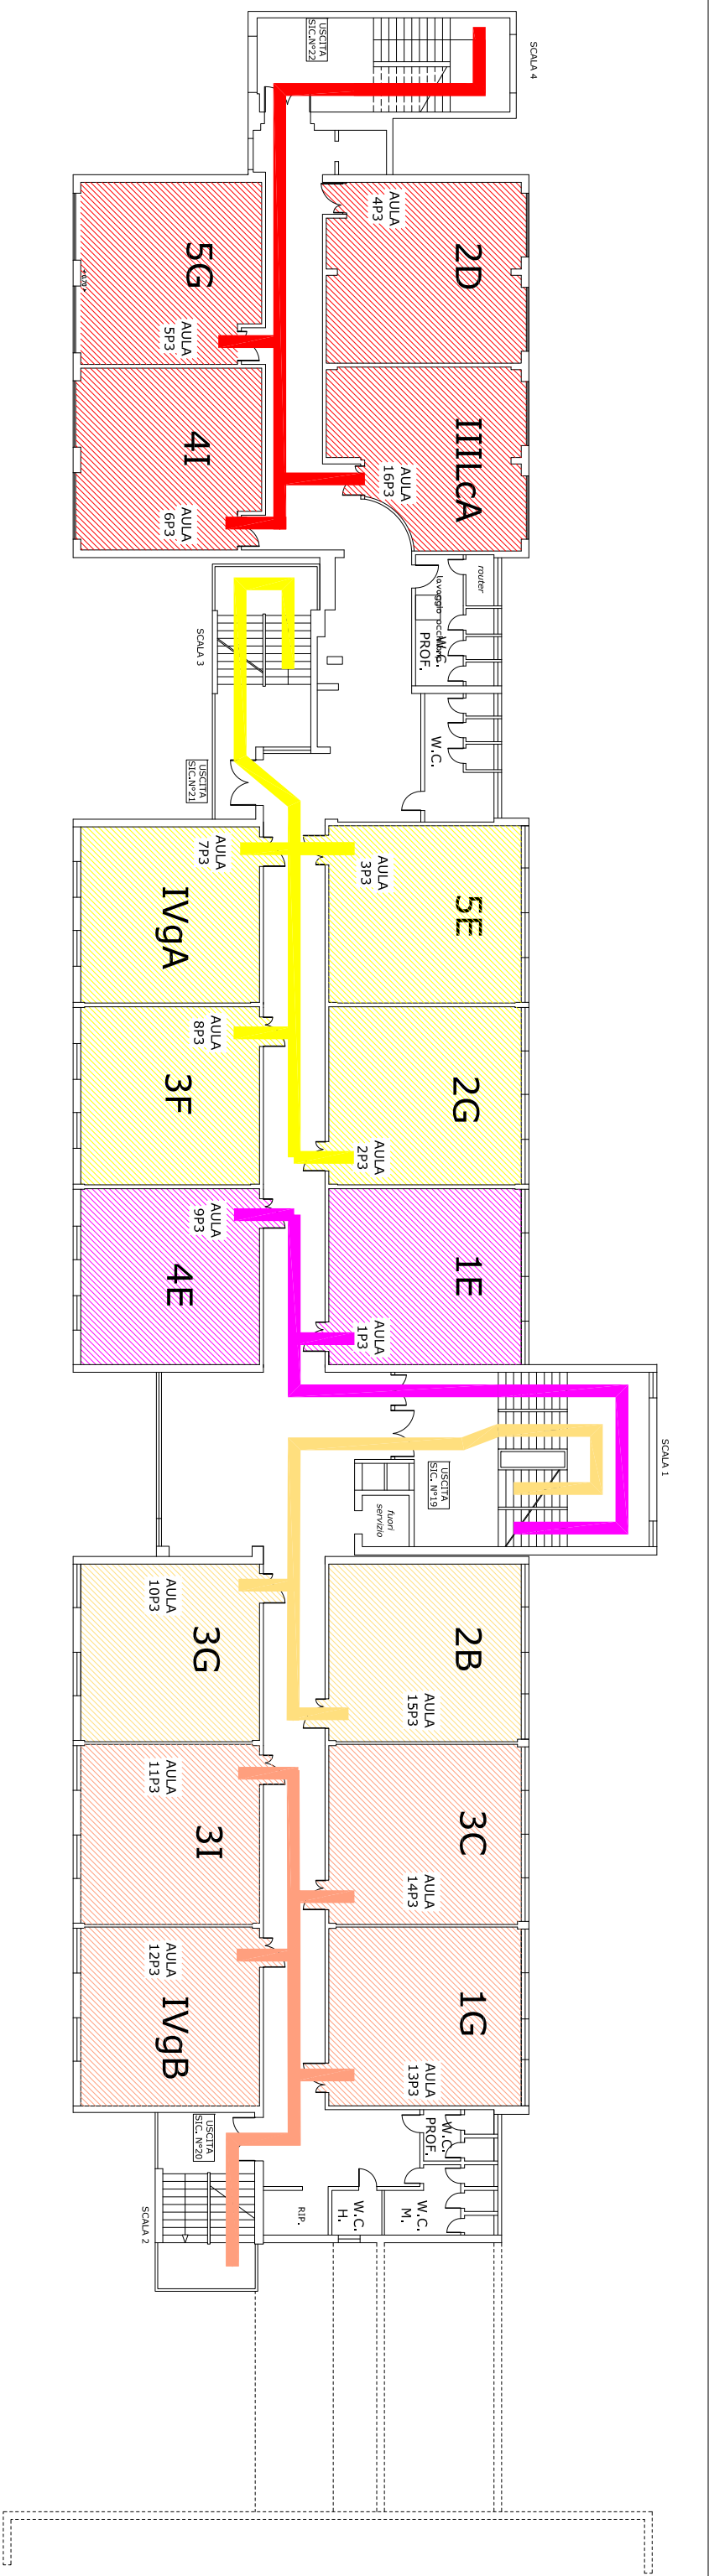 SCALA 4
USCITA
SIC.N°22
AULA
4P3
2D
5G
AULA
5P3
IIILcA
AULA
16P3
4I
AULA
6P3
router
lavaggio occhi
W.C.
PROF.
SCALA 3
W.C.
USCITA
SIC.N°21
AULA
7P3
IVgA
AULA
3P3
5E
AULA
8P3
3F
2G
AULA
2P3
AULA
9P3
4E
1E
AULA
1P3
SCALA 1
USCITA
SIC. N°19
fuori
servizio
AULA
10P3
3G
2B
AULA
15P3
AULA
11P3
3I
3C
AULA
14P3
AULA
12P3
IVgB
1G
AULA
13P3
USCITA
SIC. N°20
W.C.
PROF.
SCALA 2
RIP.
W.C.
H.
W.C.
M.